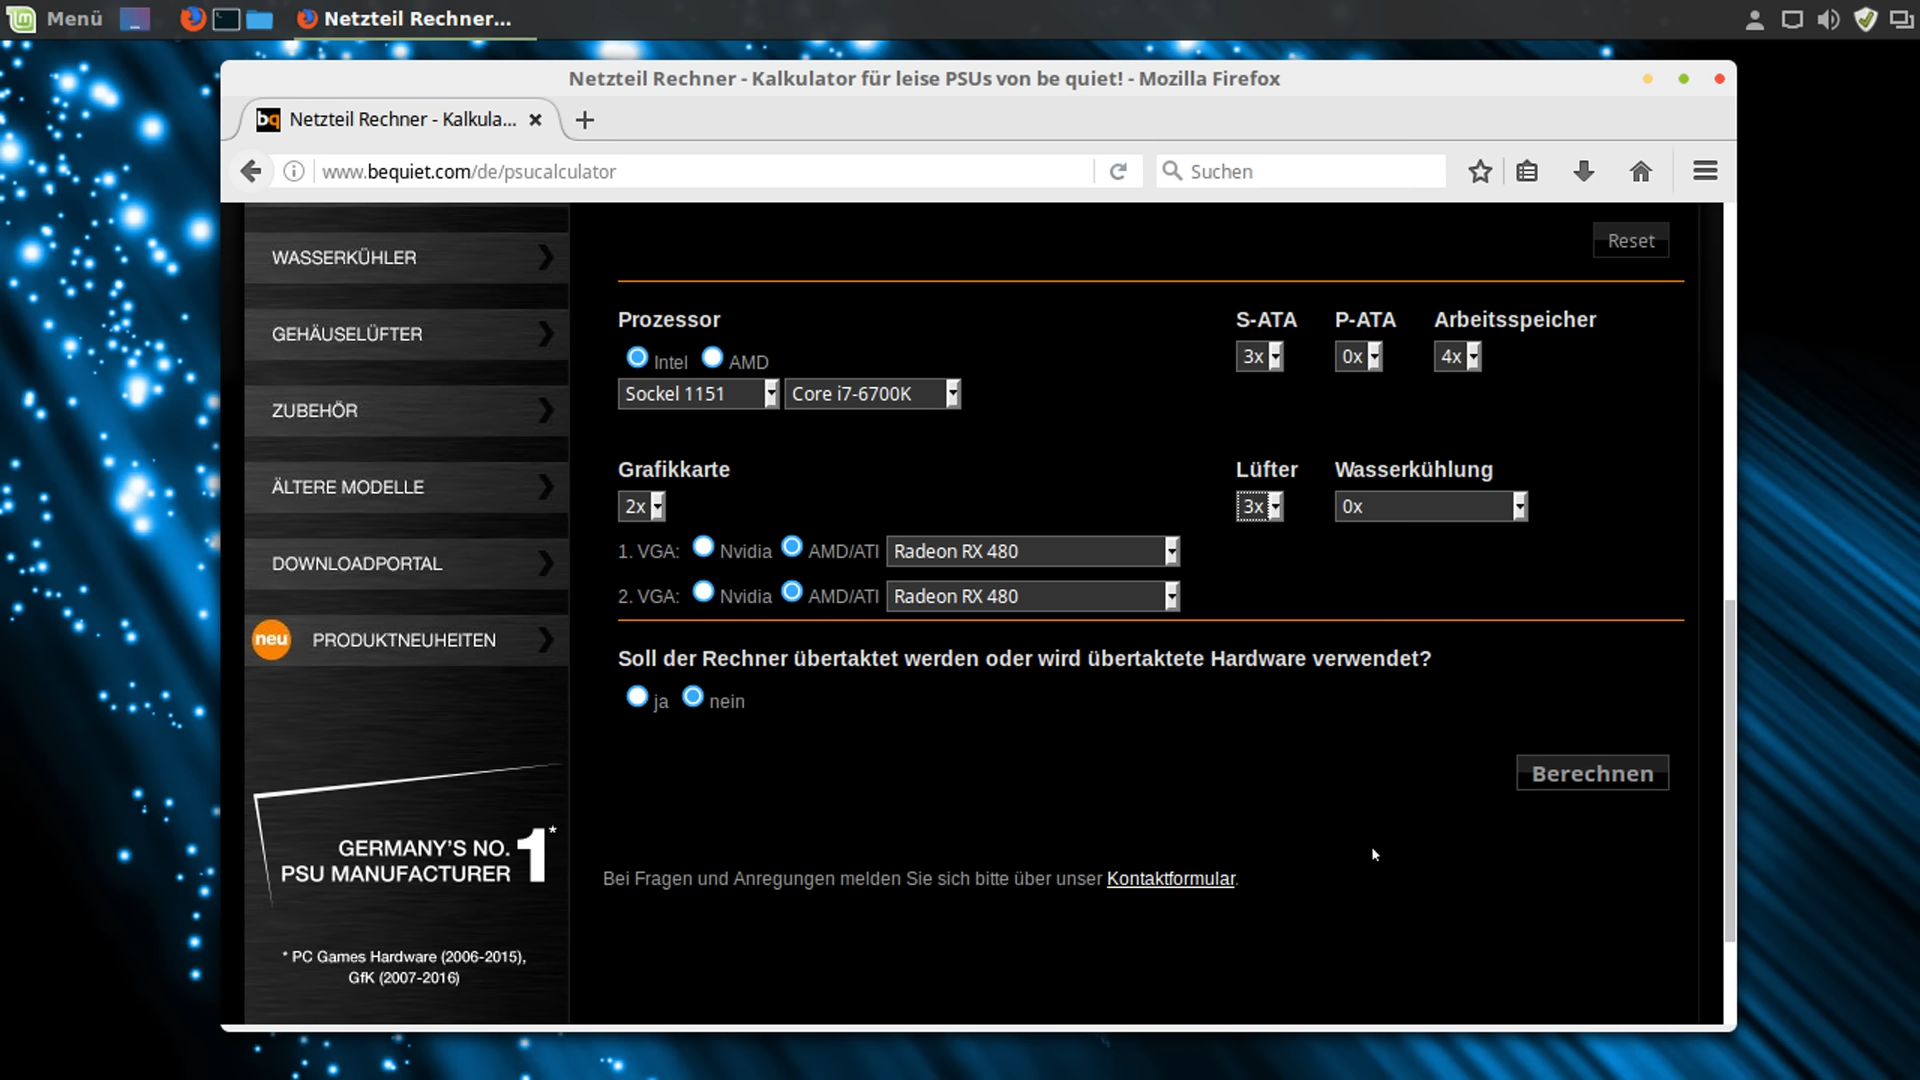 Menü
Netzteil Rechner...
Netzteil Rechner - Kalkulator für leise PSUs von be quiet! - Mozilla Firefox
bq Netzteil Rechner - Kalkula...
www.bequiet.com/de/psucalculator
Suchen
WASSERKÜHLER
GEHÄUSELÜFTER
ZUBEHÖR
ÄLTERE MODELLE
DOWNLOADPORTAL
neu PRODUKTNEUHEITEN
GERMANY'S NO. 1*
PSU MANUFACTURER
* PC Games Hardware (2006-2015),
GfK (2007-2016)
Reset
Prozessor
Intel AMD
Sockel 1151 Core i7-6700K
S-ATA P-ATA Arbeitsspeicher
3x 0x 4x
Grafikkarte
2x
Lüfter Wasserkühlung
3x 0x
1. VGA: Nvidia AMD/ATI Radeon RX 480
2. VGA: Nvidia AMD/ATI Radeon RX 480
Soll der Rechner übertaktet werden oder wird übertaktete Hardware verwendet?
ja nein
Berechnen
Bei Fragen und Anregungen melden Sie sich bitte über unser Kontaktformular.